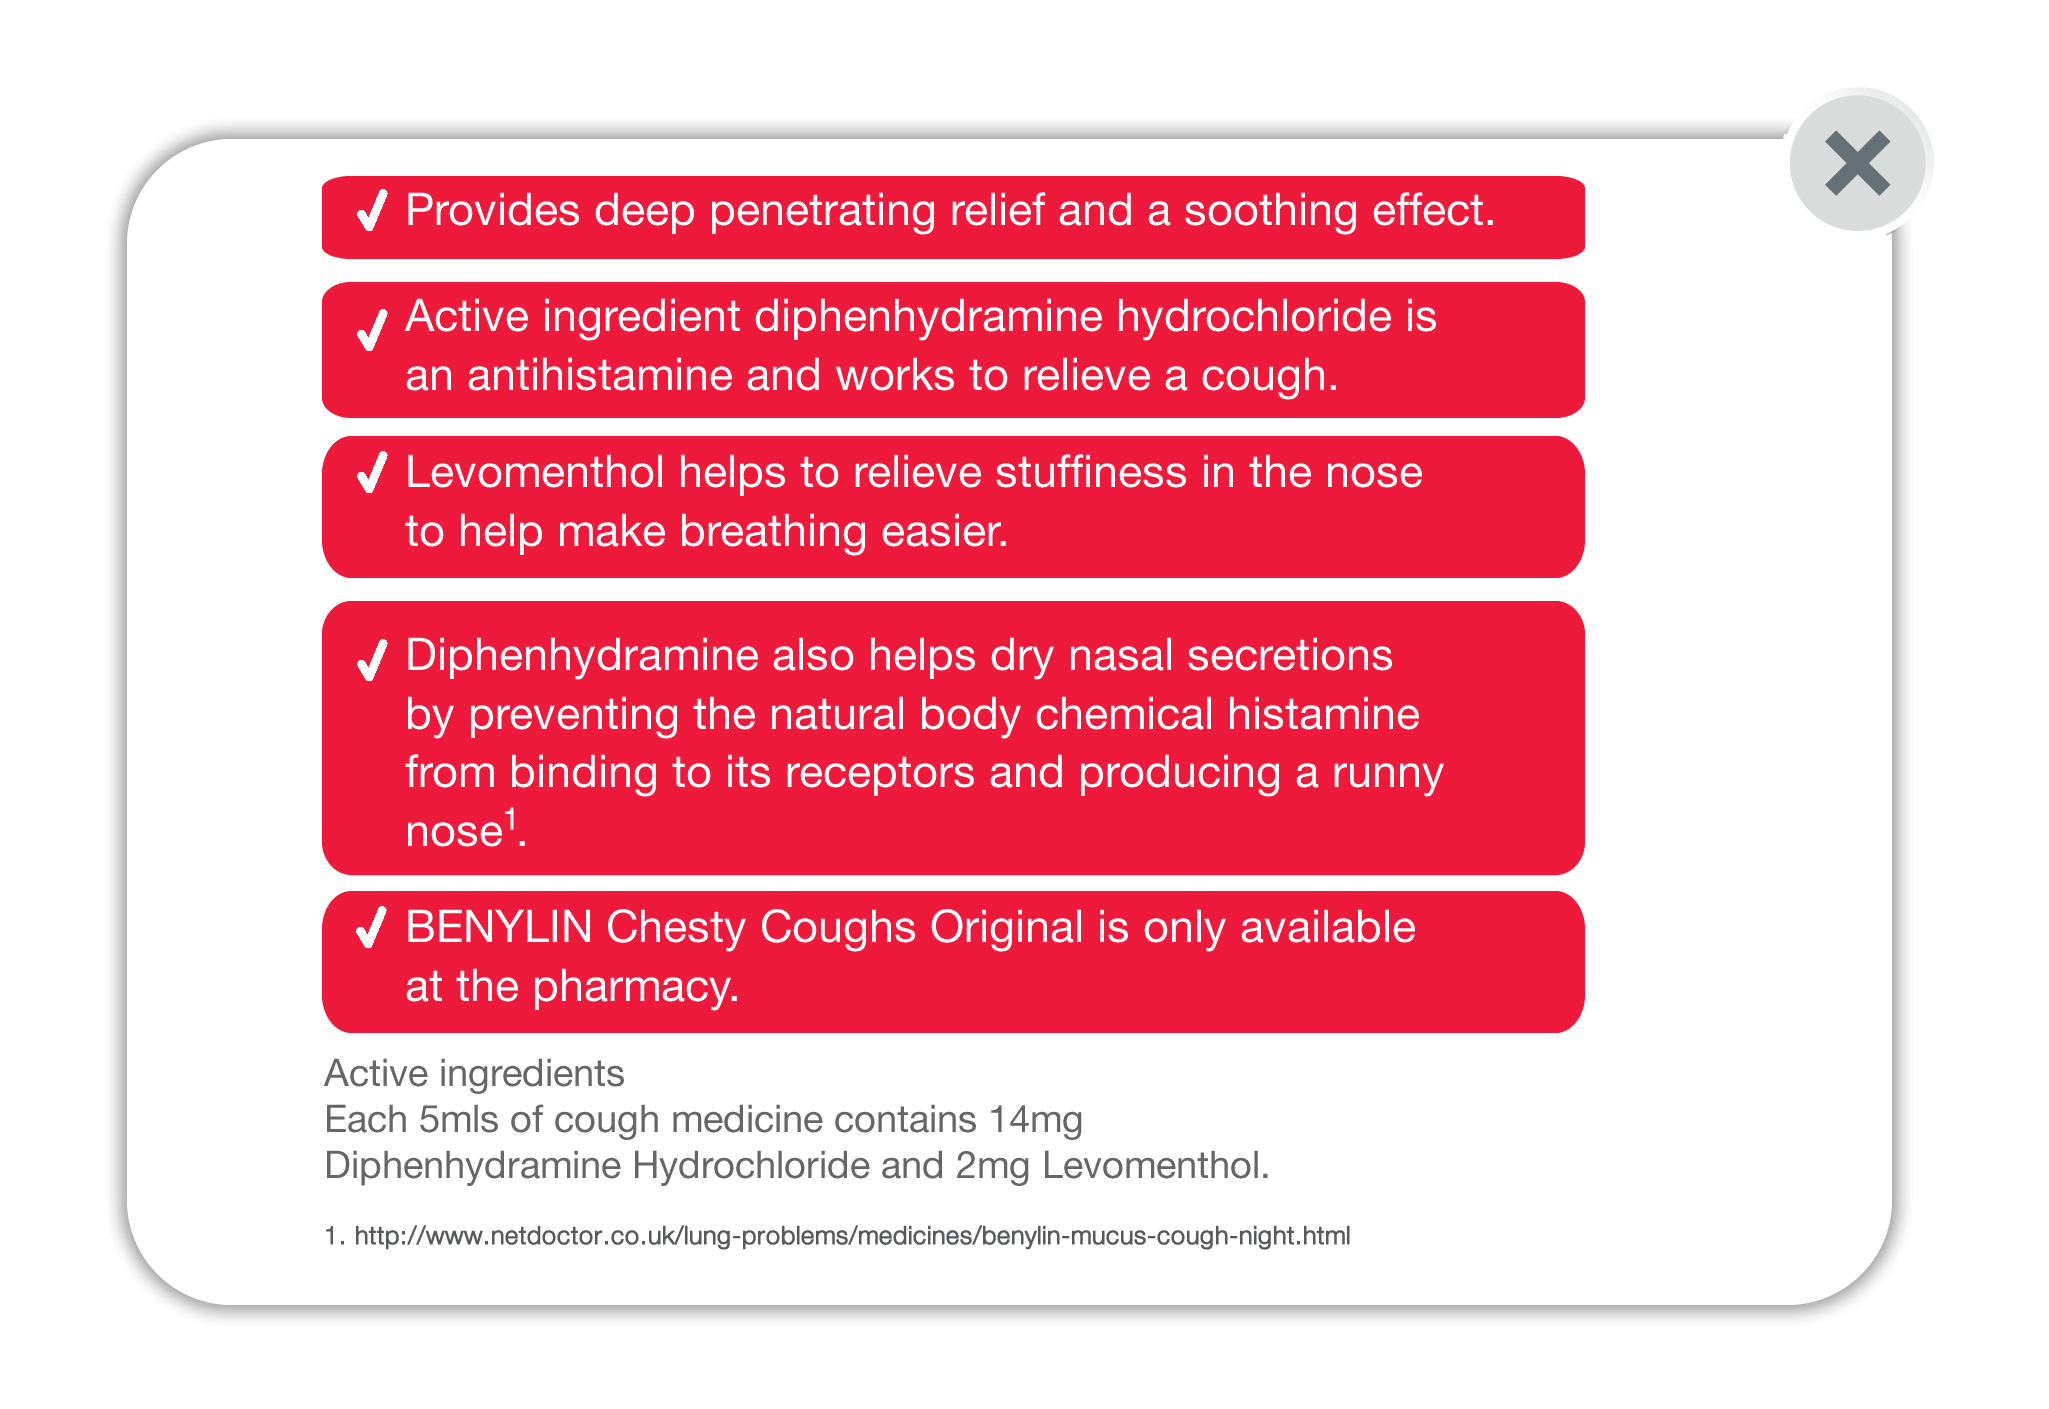 ✓ Provides deep penetrating relief and a soothing effect.
✓ Active ingredient diphenhydramine hydrochloride is
an antihistamine and works to relieve a cough.
✓ Levomenthol helps to relieve stuffiness in the nose
to help make breathing easier.
✓ Diphenhydramine also helps dry nasal secretions
by preventing the natural body chemical histamine
from binding to its receptors and producing a runny
nose¹.
✓ BENYLIN Chesty Coughs Original is only available
at the pharmacy.
Active ingredients
Each 5mls of cough medicine contains 14mg
Diphenhydramine Hydrochloride and 2mg Levomenthol.
1. http://www.netdoctor.co.uk/lung-problems/medicines/benylin-mucus-cough-night.html